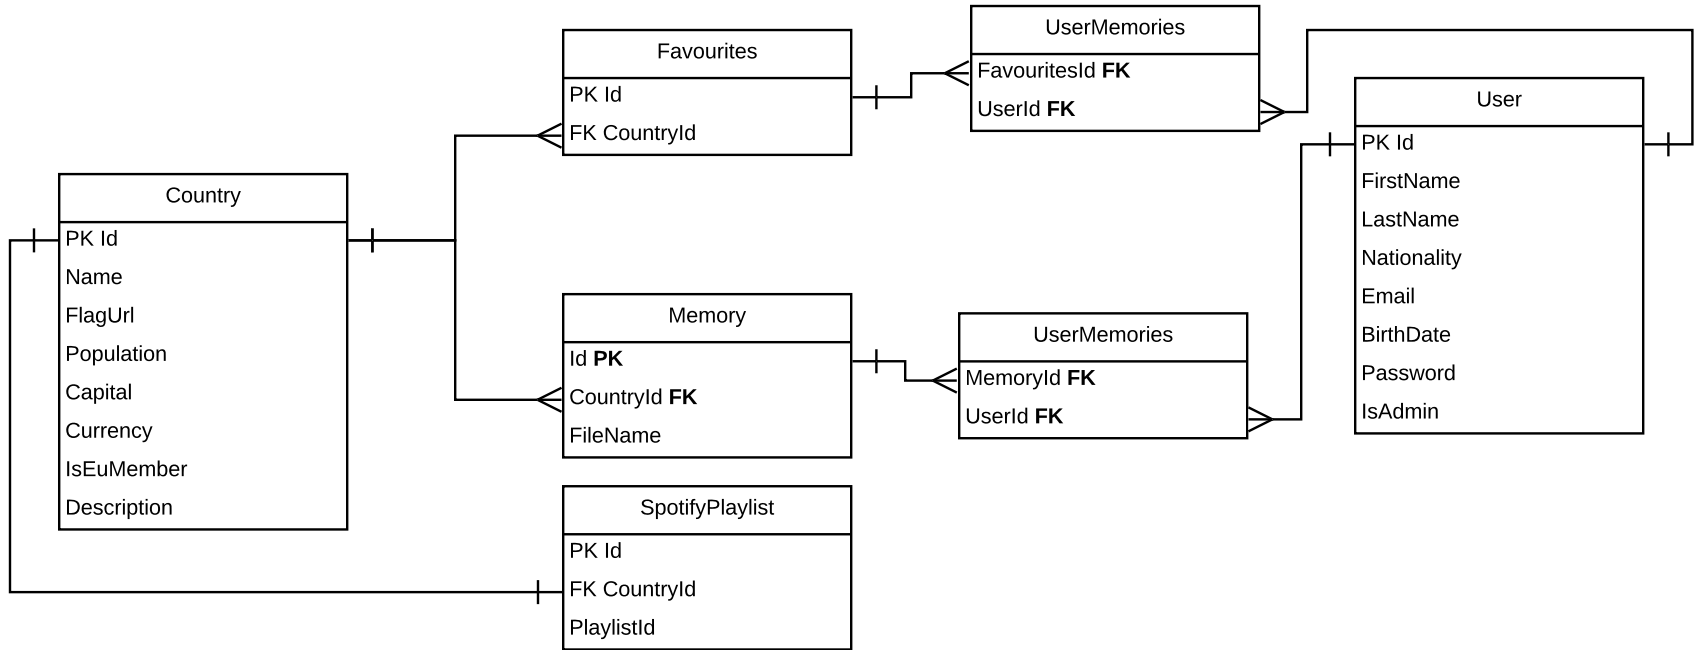 Favourites
PK Id
FK CountryId
UserMemories
FavouritesId FK
UserId FK
User
PK Id
FirstName
LastName
Nationality
Email
BirthDate
Password
IsAdmin
Country
PK Id
Name
FlagUrl
Population
Capital
Currency
IsEuMember
Description
Memory
Id PK
CountryId FK
FileName
UserMemories
MemoryId FK
UserId FK
SpotifyPlaylist
PK Id
FK CountryId
PlaylistId